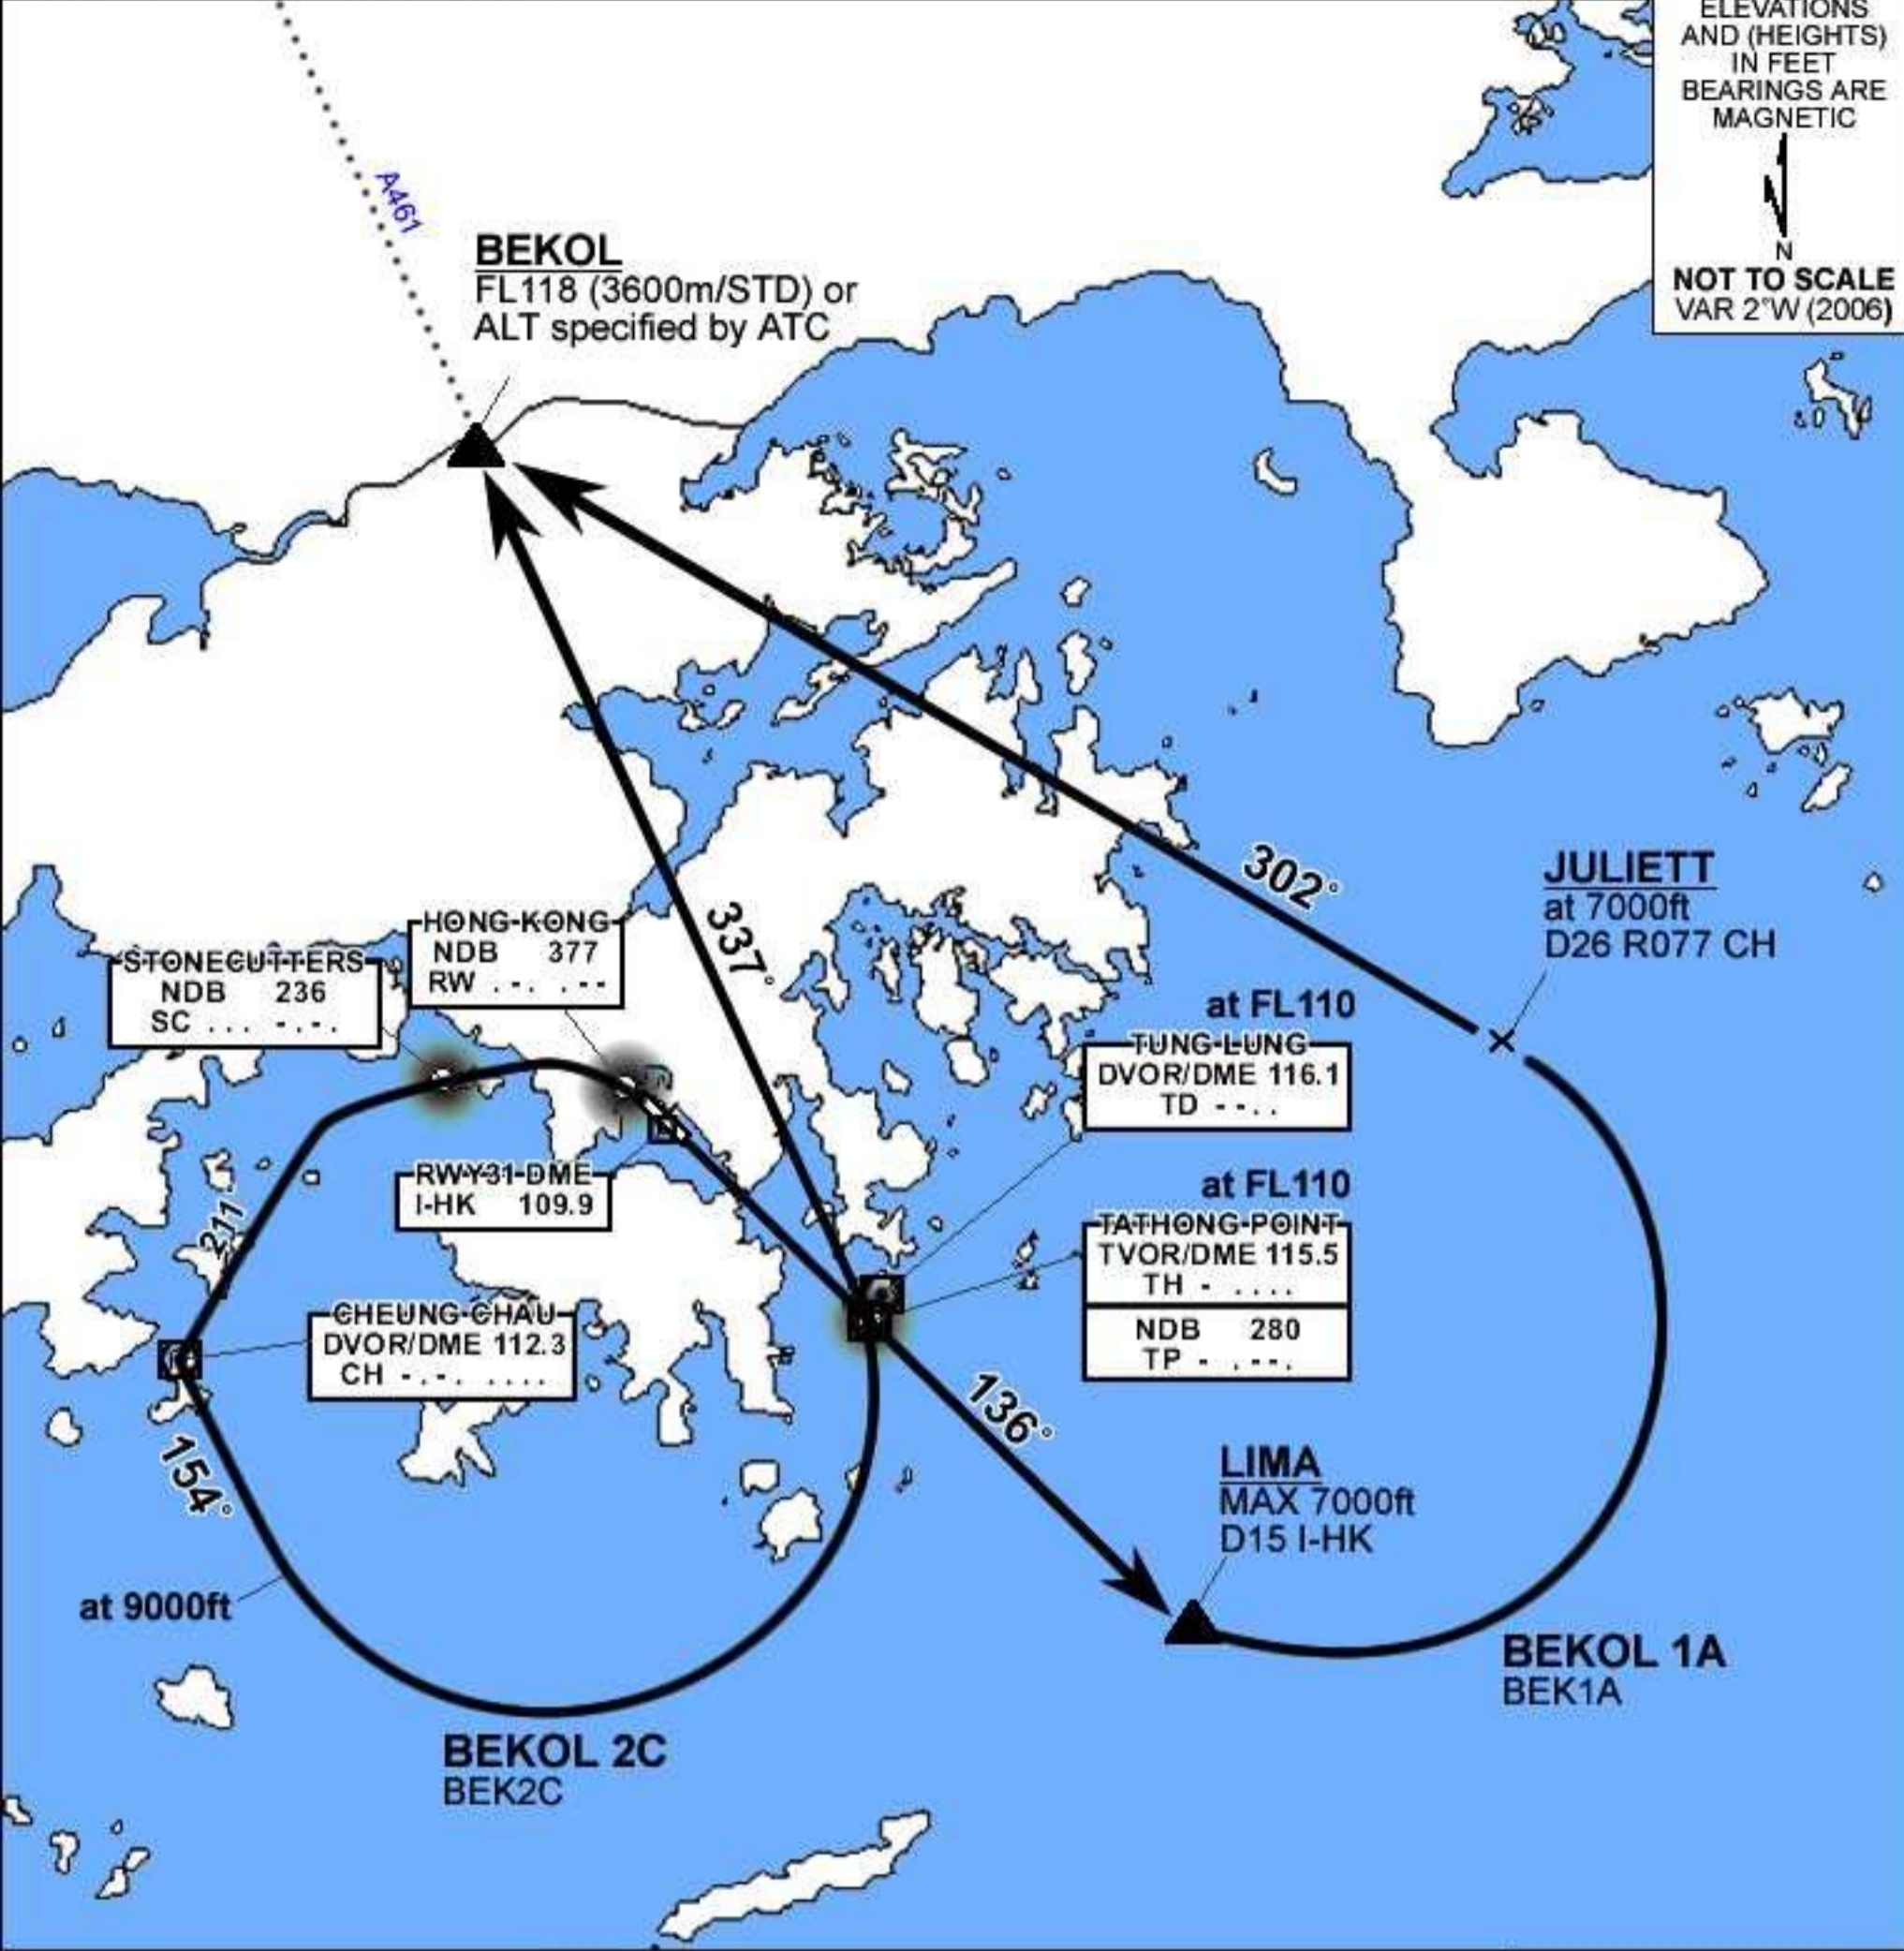 ELEVATIONS
AND (HEIGHTS)
IN FEET
BEARINGS ARE
MAGNETIC
N
NOT TO SCALE
VAR 2°W (2006)
A461
BEKOL
FL118 (3600m/STD) or
ALT specified by ATC
302°
JULIETT
at 7000ft
D26 R077 CH
337°
HONG KONG
NDB 377
RW .-. .--
STONECUTTERS
NDB 236
SC ... -.-.
at FL110
TUNG LUNG
DVOR/DME 116.1
TD - -..
RWY31 DME
I-HK 109.9
at FL110
TATHONG POINT
TVOR/DME 115.5
TH - ....
NDB 280
TP - .--.
211°
CHEUNG CHAU
DVOR/DME 112.3
CH -.-. ....
136°
154°
LIMA
MAX 7000ft
D15 I-HK
at 9000ft
BEKOL 1A
BEK1A
BEKOL 2C
BEK2C